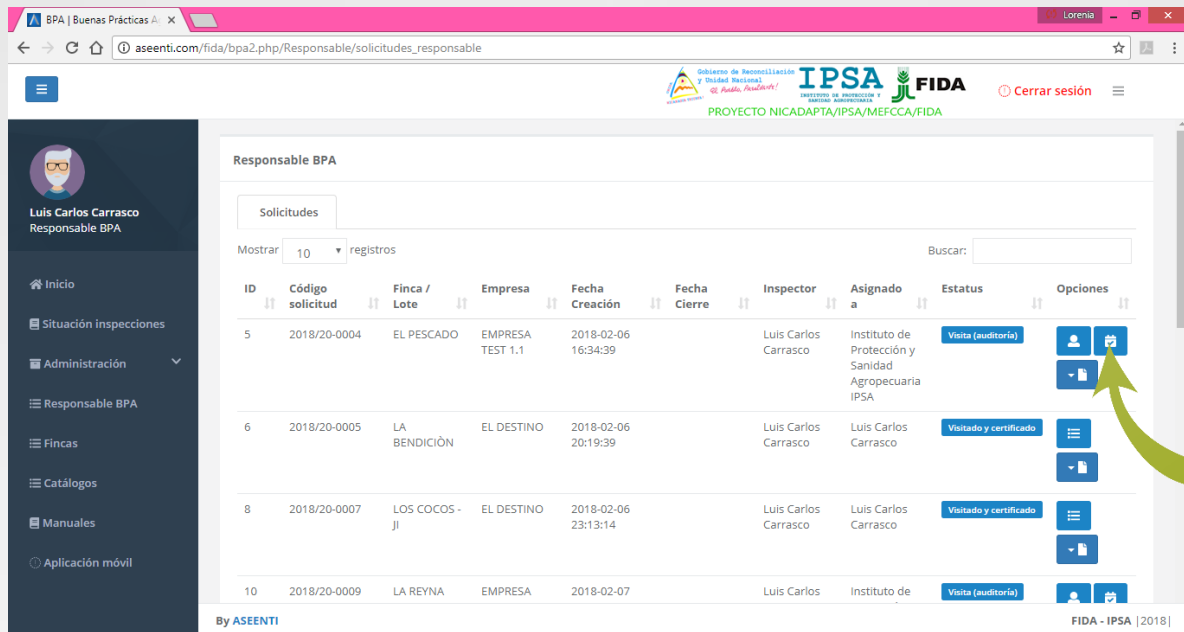 BPA | Buenas Prácticas A
Lorenia
aseenti.com/fida/bpa2.php/Responsable/solicitudes_responsable
Gobierno de Reconciliación
y Unidad Nacional
El Pueblo, Presidente!
IPSA
INSTITUTO DE PROTECCIÓN Y
SANIDAD AGROPECUARIA
FIDA
PROYECTO NICADAPTA/IPSA/MEFCCA/FIDA
Cerrar sesión
Luis Carlos Carrasco
Responsable BPA
Inicio
Situación inspecciones
Administración
Responsable BPA
Fincas
Catálogos
Manuales
Aplicación móvil
Responsable BPA
Solicitudes
Mostrar 10 registros
Buscar:
ID Código solicitud Finca / Lote Empresa Fecha Creación Fecha Cierre Inspector Asignado a Estatus Opciones
5 2018/20-0004 EL PESCADO EMPRESA TEST 1.1 2018-02-06 16:34:39 Luis Carlos Carrasco Instituto de Protección y Sanidad Agropecuaria IPSA Visita (auditoría)
6 2018/20-0005 LA BENDICIÒN EL DESTINO 2018-02-06 20:19:39 Luis Carlos Carrasco Luis Carlos Carrasco Visitado y certificado
8 2018/20-0007 LOS COCOS - JI EL DESTINO 2018-02-06 23:13:14 Luis Carlos Carrasco Luis Carlos Carrasco Visitado y certificado
10 2018/20-0009 LA REYNA EMPRESA 2018-02-07 Luis Carlos Instituto de Visita (auditoría)
By ASEENTI
FIDA - IPSA |2018|